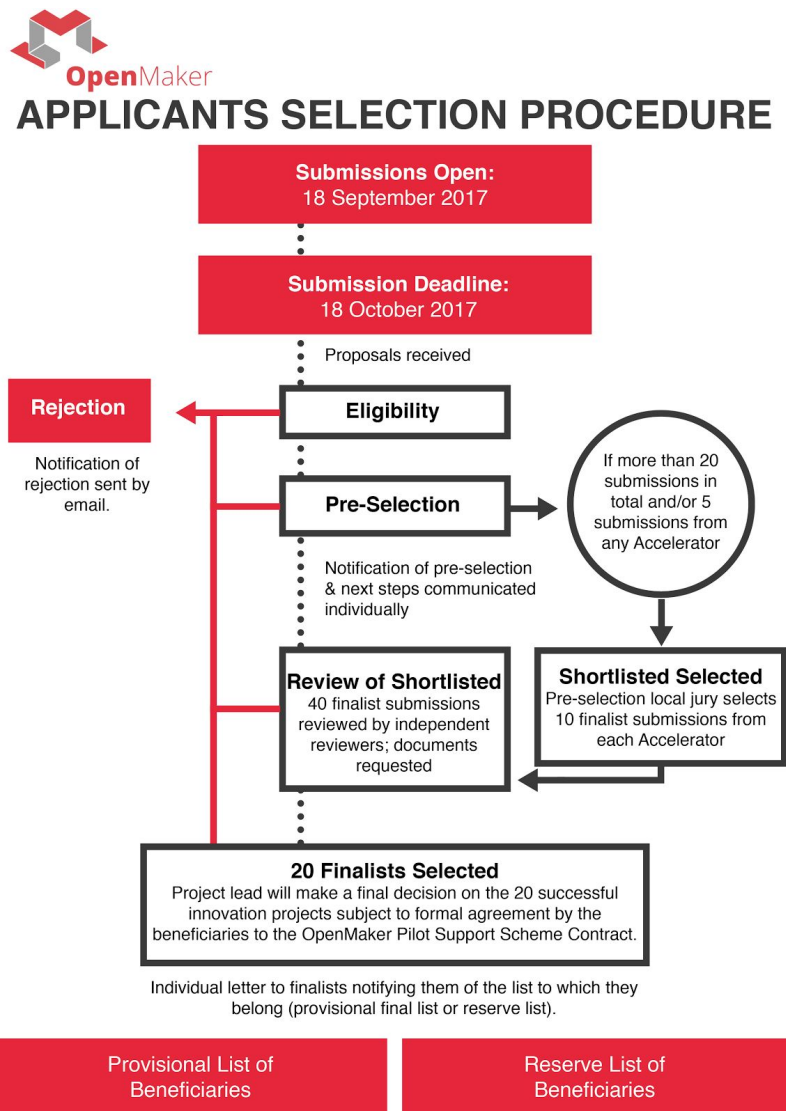 OpenMaker
APPLICANTS SELECTION PROCEDURE
Submissions Open:
18 September 2017
Submission Deadline:
18 October 2017
Proposals received
Rejection
Notification of
rejection sent by
email.
Eligibility
Pre-Selection
If more than 20
submissions in
total and/or 5
submissions from
any Accelerator
Notification of pre-selection
& next steps communicated
individually
Shortlisted Selected
Pre-selection local jury selects
10 finalist submissions from
each Accelerator
Review of Shortlisted
40 finalist submissions
reviewed by independent
reviewers; documents
requested
20 Finalists Selected
Project lead will make a final decision on the 20 successful
innovation projects subject to formal agreement by the
beneficiaries to the OpenMaker Pilot Support Scheme Contract.
Individual letter to finalists notifying them of the list to which they
belong (provisional final list or reserve list).
Provisional List of
Beneficiaries
Reserve List of
Beneficiaries